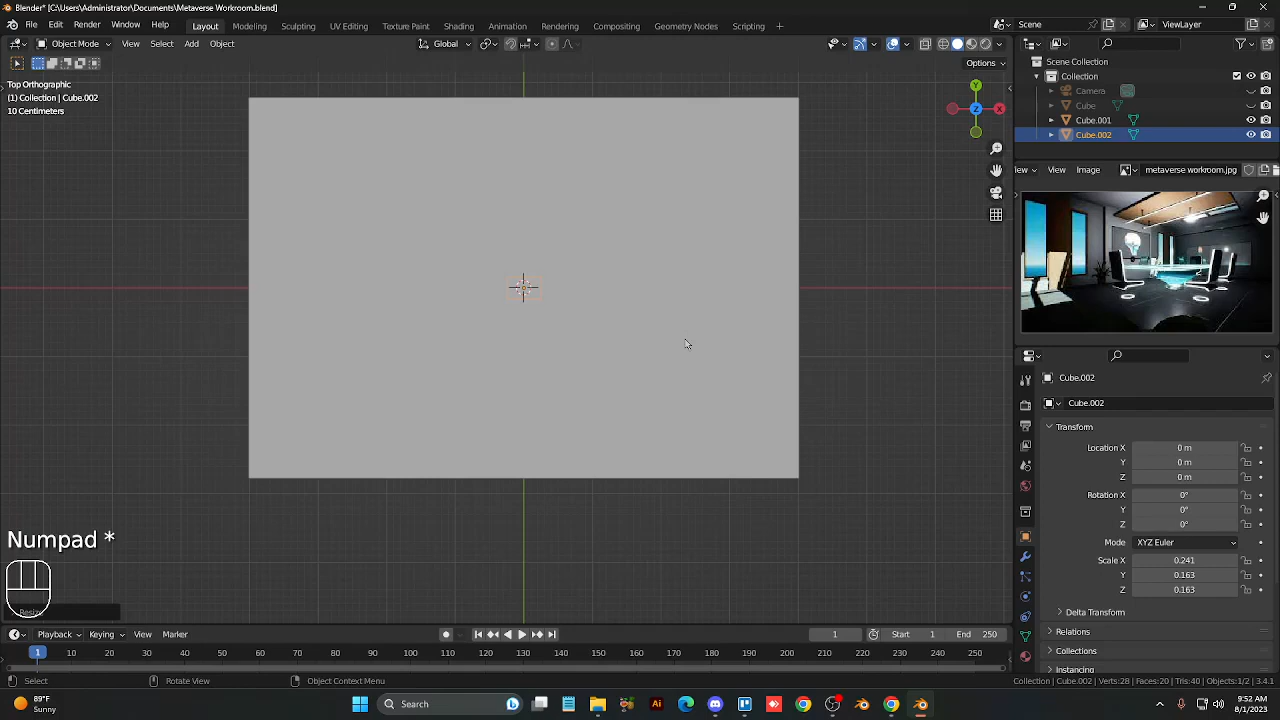 Blender* [C:\Users\Administrator\Documents\Metaverse Workroom.blend]
File Edit Render Window Help Layout Modeling Sculpting UV Editing Texture Paint Shading Animation Rendering Compositing Geometry Nodes Scripting + Scene ViewLayer
Object Mode View Select Add Object Global
Options
Top Orthographic
(1) Collection | Cube.002
10 Centimeters
Y
Z
X
Scene Collection
Collection
Camera
Cube
Cube.001
Cube.002
View Image metaverse workroom.jpg
Cube.002
Cube.002
Transform
Location X 0 m
Y 0 m
Z 0 m
Rotation X 0°
Y 0°
Z 0°
Mode XYZ Euler
Scale X 0.241
Y 0.163
Z 0.163
Delta Transform
Relations
Collections
Instancing
Numpad *
Resize
Playback Keying View Marker 1 Start 1 End 250
1 10 20 30 40 50 60 70 80 90 100 110 120 130 140 150 160 170 180 190 200 210 220 230 240 250
Select Rotate View Object Context Menu Collection | Cube.002 | Verts:28 | Faces:20 | Tris:40 | Objects:1/2 | 3.4.1
89°F
Sunny
Search
9:52 AM
8/1/2023